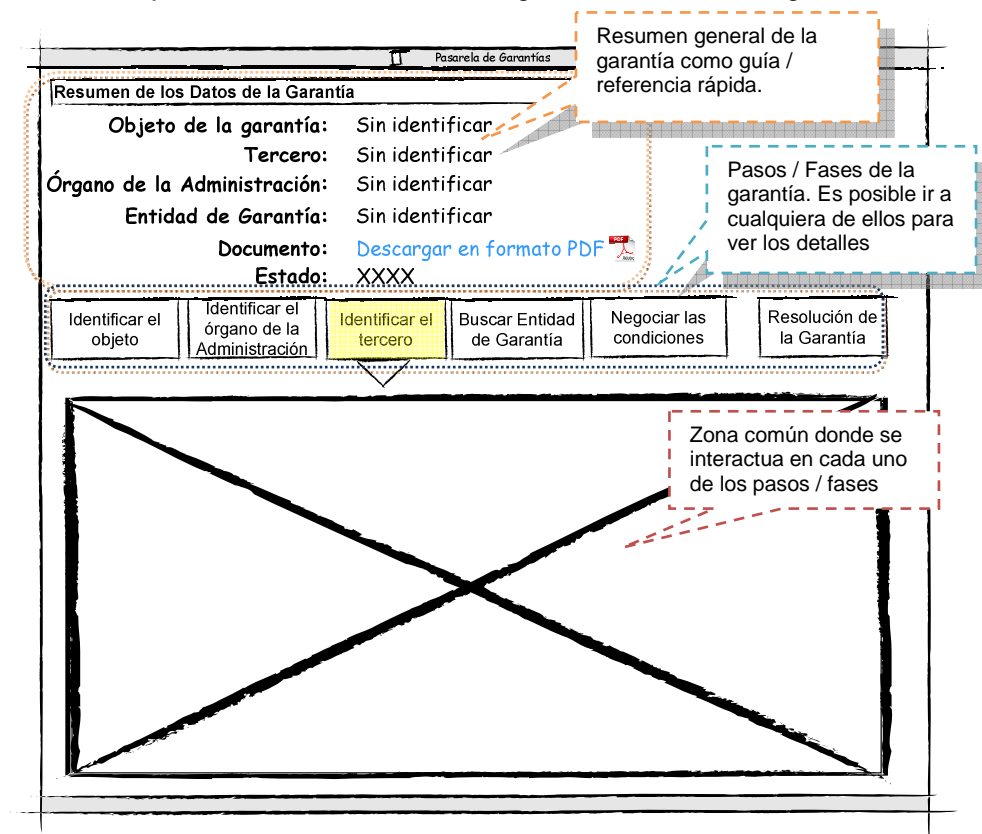 Pasarela de Garantías
Resumen general de la
garantía como guía /
referencia rápida.
Resumen de los Datos de la Garantía
Objeto de la garantía: Sin identificar
Tercero: Sin identificar
Órgano de la Administración: Sin identificar
Entidad de Garantía: Sin identificar
Documento: Descargar en formato PDF
Estado: XXXX
Pasos / Fases de la
garantía. Es posible ir a
cualquiera de ellos para
ver los detalles
Identificar el
objeto
Identificar el
órgano de la
Administración
Identificar el
tercero
Buscar Entidad
de Garantía
Negociar las
condiciones
Resolución de
la Garantía
Zona común donde se
interactua en cada uno
de los pasos / fases